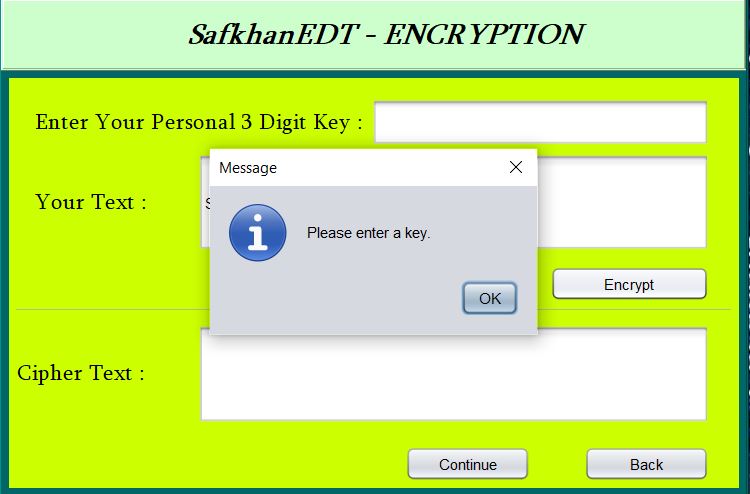 SafkhanEDT - ENCRYPTION
Enter Your Personal 3 Digit Key :
Message
Your Text :
Please enter a key.
Encrypt
OK
Cipher Text :
Continue
Back